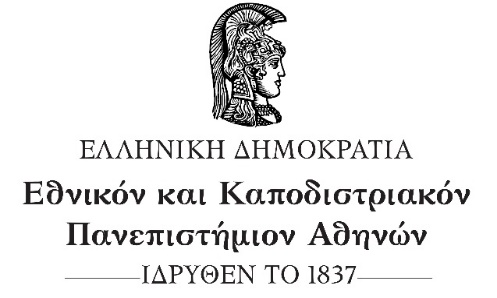 ΕΛΛΗΝΙΚΗ ΔΗΜΟΚΡΑΤΙΑ
Εθνικόν και Καποδιστριακόν
Πανεπιστήμιον Αθηνών
ΙΔΡΥΘΕΝ ΤΟ 1837